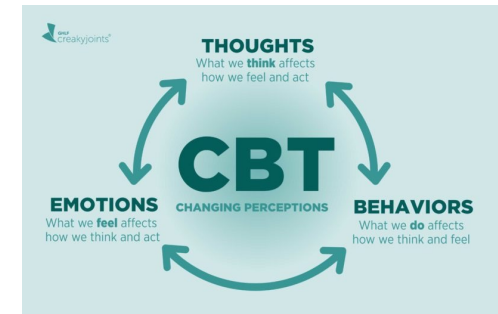 GHLF
creakyjoints®
THOUGHTS
What we think affects
how we feel and act
CBT
CHANGING PERCEPTIONS
EMOTIONS
What we feel affects
how we think and act
BEHAVIORS
What we do affects
how we think and feel